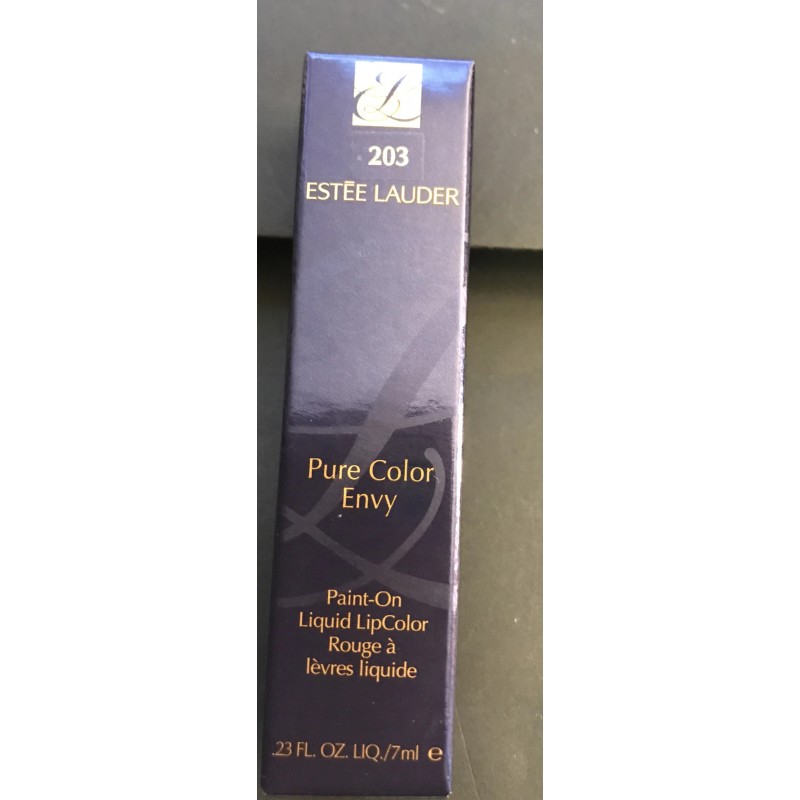 203
ESTĒE LAUDER
Pure Color
Envy
Paint-On
Liquid LipColor
Rouge à
lèvres liquide
.23 FL. OZ. LIQ./7ml e